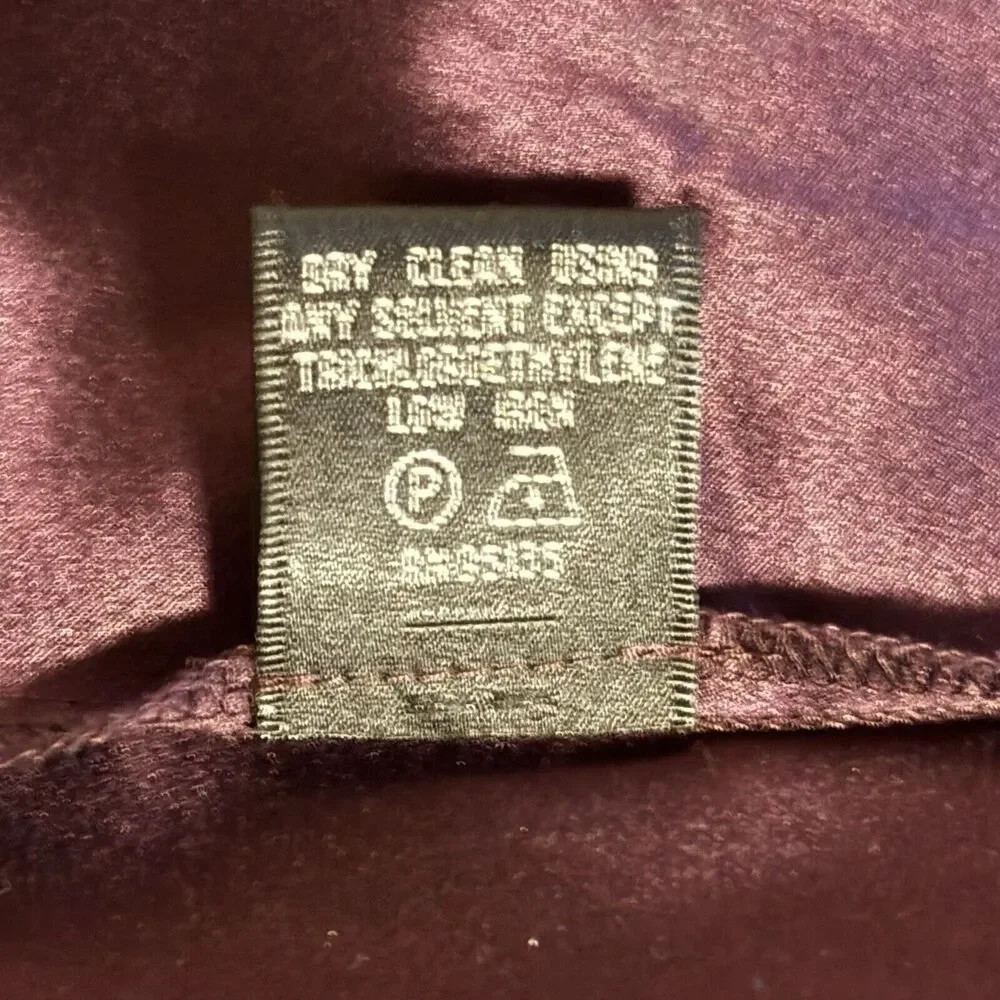 DRY CLEAN USING
ANY SOLVENT EXCEPT
TRICHLOROETHYLENE
LOW IRON
P